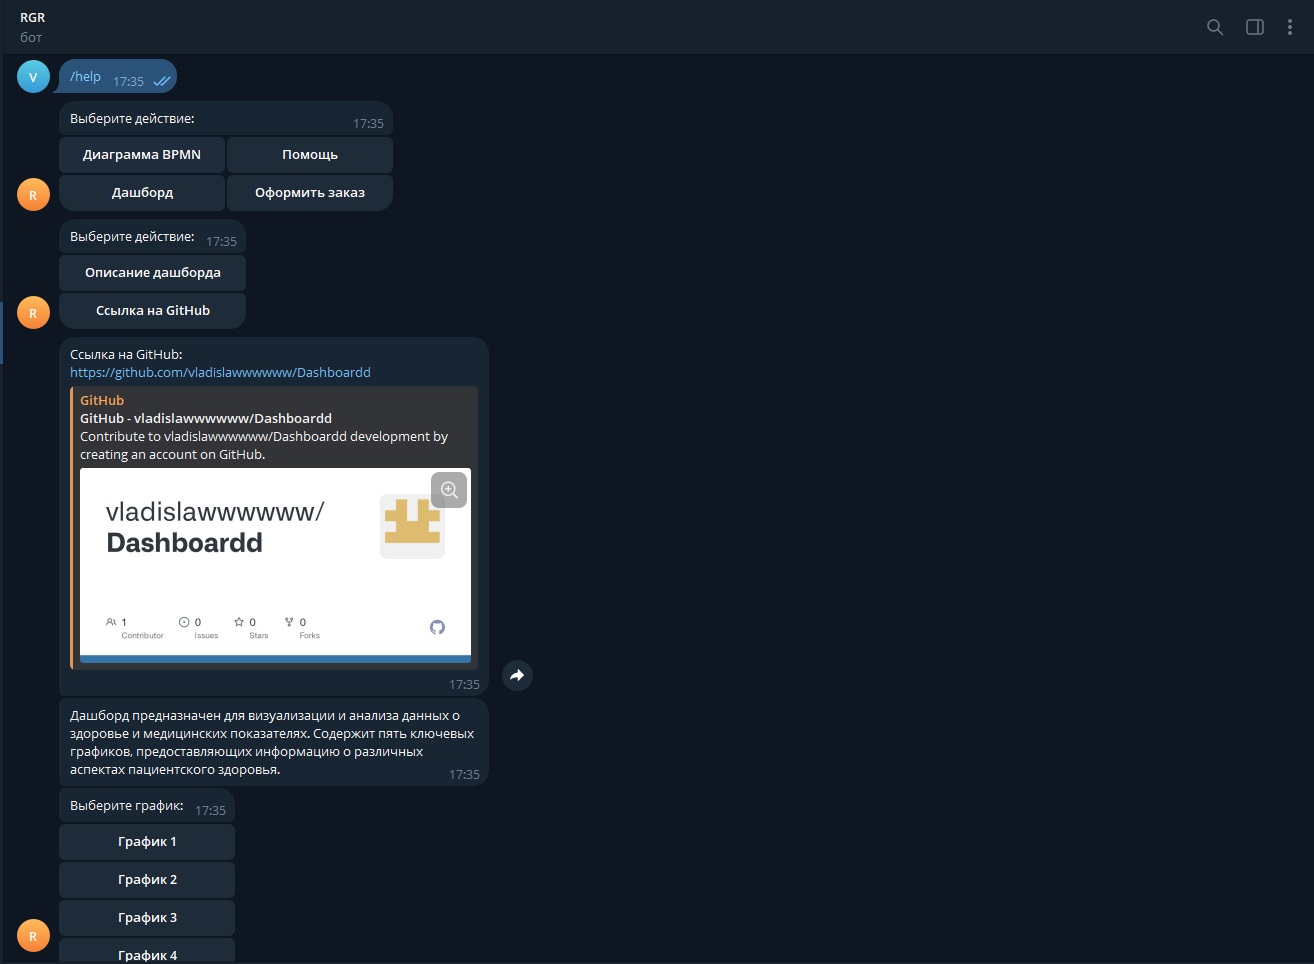 RGR
бот
V
/help 17:35
Выберите действие: 17:35
Диаграмма BPMN Помощь
Дашборд Оформить заказ
R
Выберите действие: 17:35
Описание дашборда
Ссылка на GitHub
R
Ссылка на GitHub:
https://github.com/vladislawwwwww/Dashboardd
GitHub
GitHub - vladislawwwwww/Dashboardd
Contribute to vladislawwwwww/Dashboardd development by
creating an account on GitHub.
vladislawwwwww/
Dashboardd
1 0 0 0
Contributor Issues Stars Forks
17:35
Дашборд предназначен для визуализации и анализа данных о
здоровье и медицинских показателях. Содержит пять ключевых
графиков, предоставляющих информацию о различных
аспектах пациентского здоровья. 17:35
Выберите график: 17:35
График 1
График 2
График 3
R
График 4